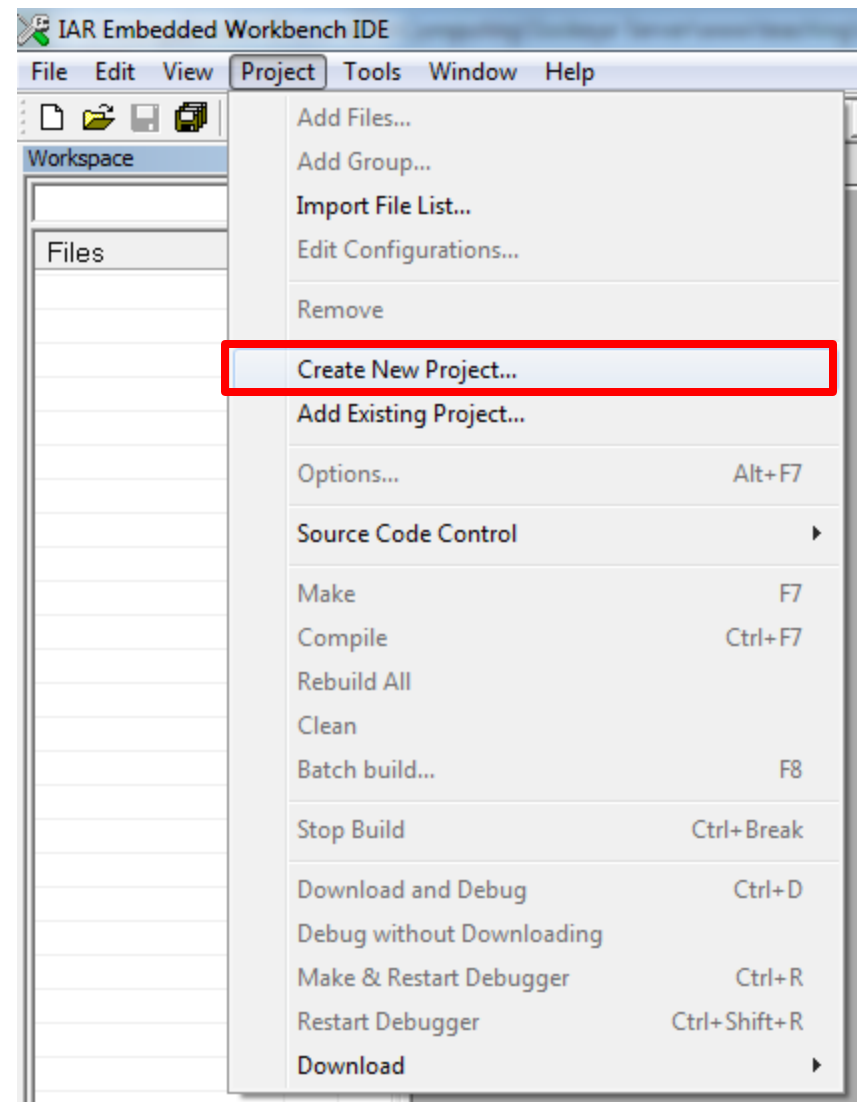 IAR Embedded Workbench IDE
File Edit View Project Tools Window Help
Workspace
Files
Add Files...
Add Group...
Import File List...
Edit Configurations...
Remove
Create New Project...
Add Existing Project...
Options... Alt+F7
Source Code Control
Make F7
Compile Ctrl+F7
Rebuild All
Clean
Batch build... F8
Stop Build Ctrl+Break
Download and Debug Ctrl+D
Debug without Downloading
Make & Restart Debugger Ctrl+R
Restart Debugger Ctrl+Shift+R
Download